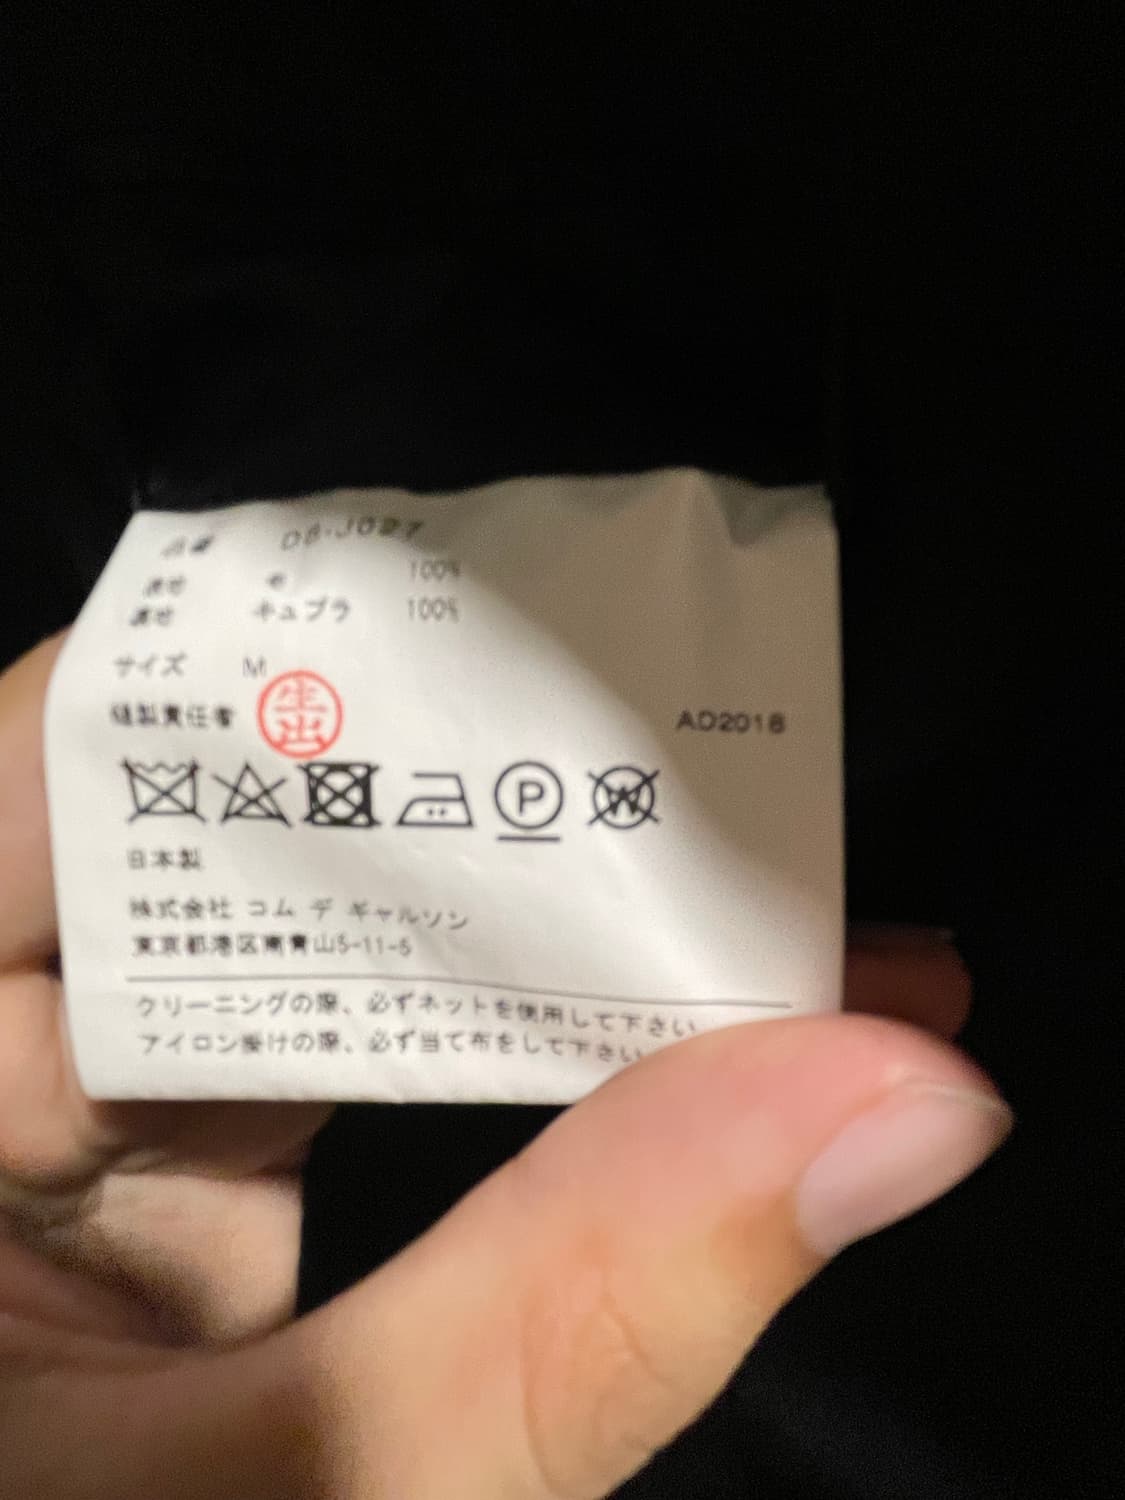 品番 DB-J027
表地 毛 100%
裏地 キュプラ 100%
サイズ M
縫製責任者 生出
AD2018
P W
日本製
株式会社 コム デ ギャルソン
東京都港区南青山5-11-5
クリーニングの際、必ずネットを使用して下さい
アイロン掛けの際、必ず当て布をして下さい